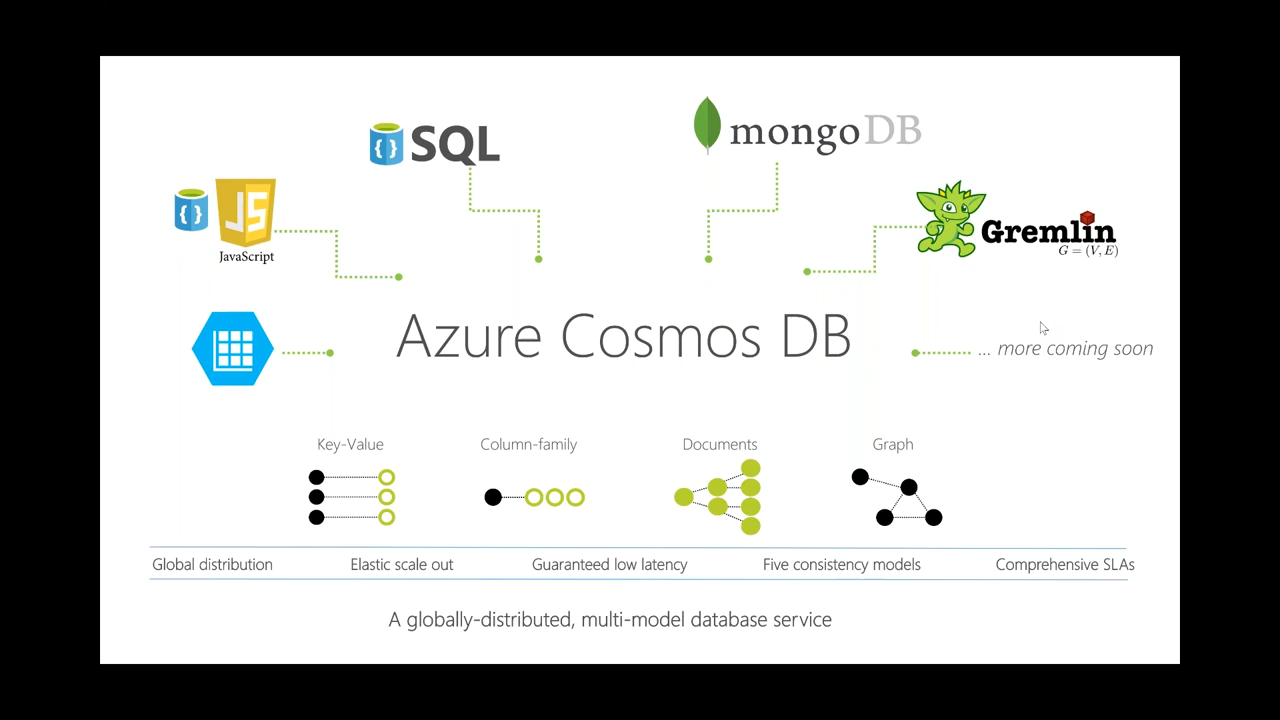 SQL
mongoDB
JS
JavaScript
Gremlin
G = (V, E)
Azure Cosmos DB
... more coming soon
Key-Value
Column-family
Documents
Graph
Global distribution
Elastic scale out
Guaranteed low latency
Five consistency models
Comprehensive SLAs
A globally-distributed, multi-model database service